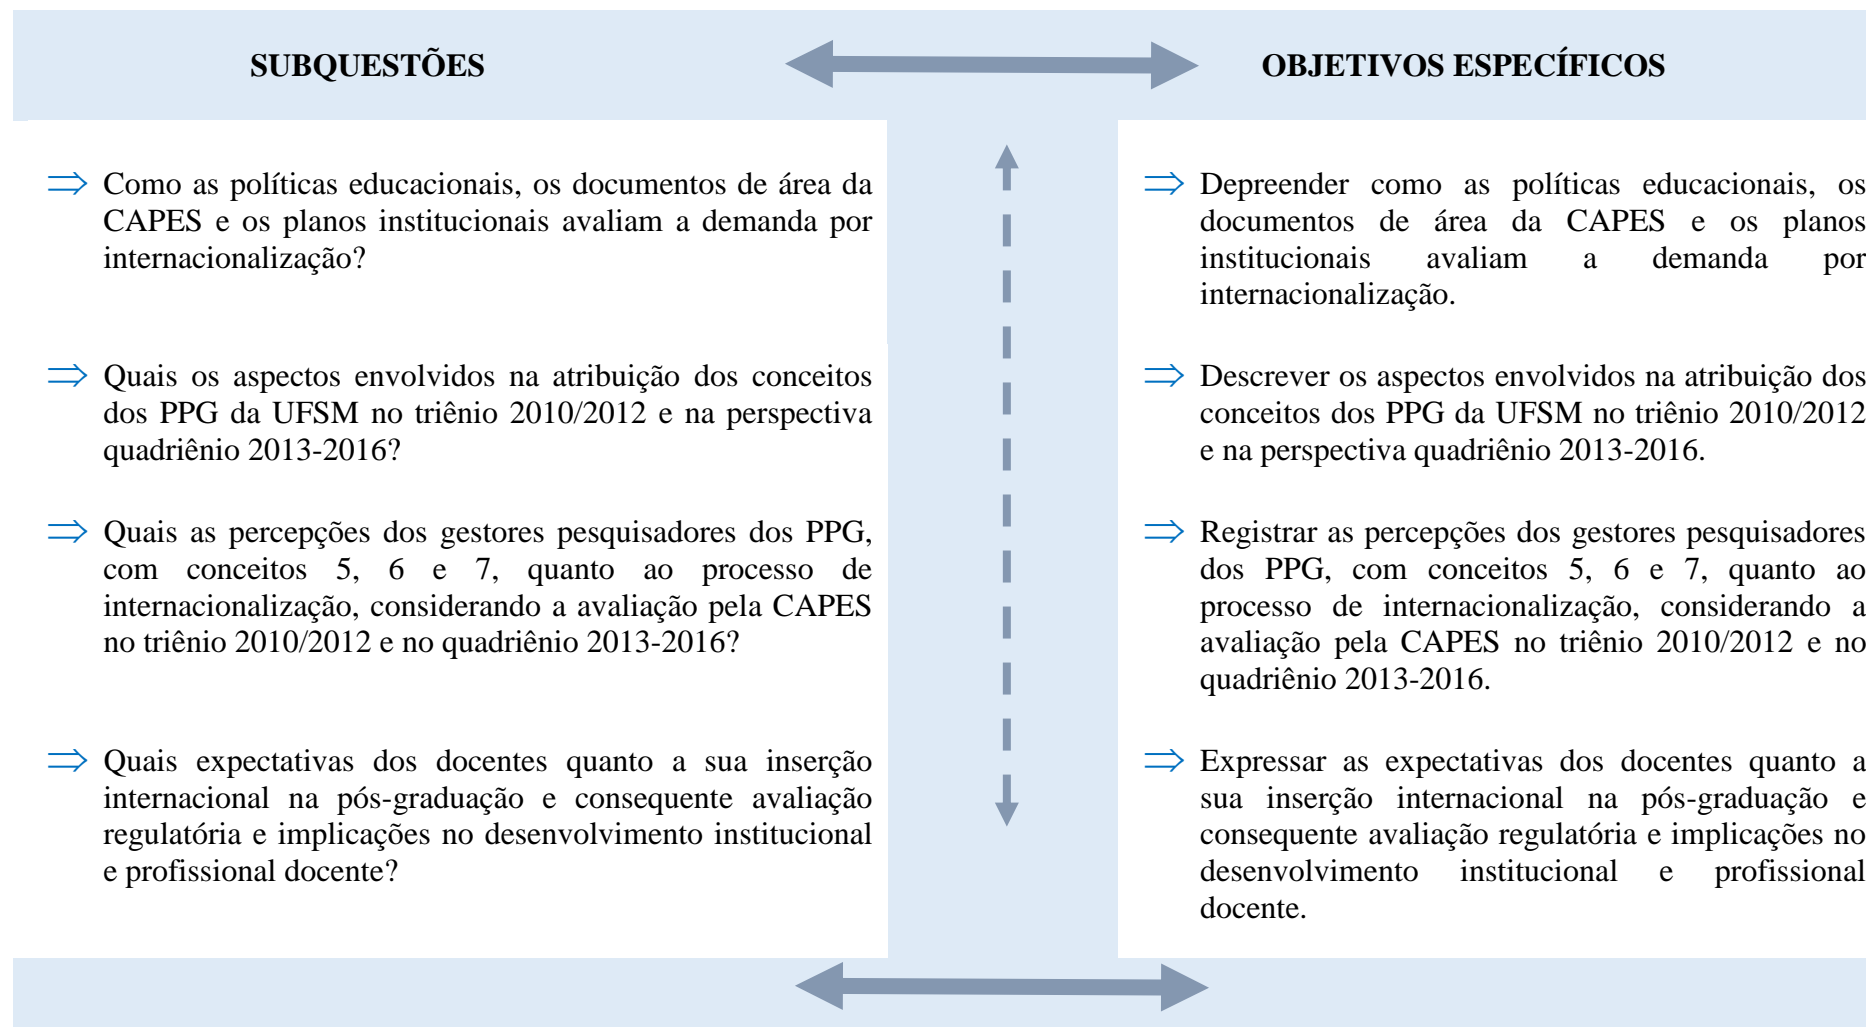 SUBQUESTÕES
OBJETIVOS ESPECÍFICOS
Como as políticas educacionais, os documentos de área da
CAPES e os planos institucionais avaliam a demanda por
internacionalização?
Quais os aspectos envolvidos na atribuição dos conceitos
dos PPG da UFSM no triênio 2010/2012 e na perspectiva
quadriênio 2013-2016?
Quais as percepções dos gestores pesquisadores dos PPG,
com conceitos 5, 6 e 7, quanto ao processo de
internacionalização, considerando a avaliação pela CAPES
no triênio 2010/2012 e no quadriênio 2013-2016?
Quais expectativas dos docentes quanto a sua inserção
internacional na pós-graduação e consequente avaliação
regulatória e implicações no desenvolvimento institucional
e profissional docente?
Depreender como as políticas educacionais, os
documentos de área da CAPES e os planos
institucionais avaliam a demanda por
internacionalização.
Descrever os aspectos envolvidos na atribuição dos
conceitos dos PPG da UFSM no triênio 2010/2012
e na perspectiva quadriênio 2013-2016.
Registrar as percepções dos gestores pesquisadores
dos PPG, com conceitos 5, 6 e 7, quanto ao
processo de internacionalização, considerando a
avaliação pela CAPES no triênio 2010/2012 e no
quadriênio 2013-2016.
Expressar as expectativas dos docentes quanto a
sua inserção internacional na pós-graduação e
consequente avaliação regulatória e implicações no
desenvolvimento institucional e profissional
docente.